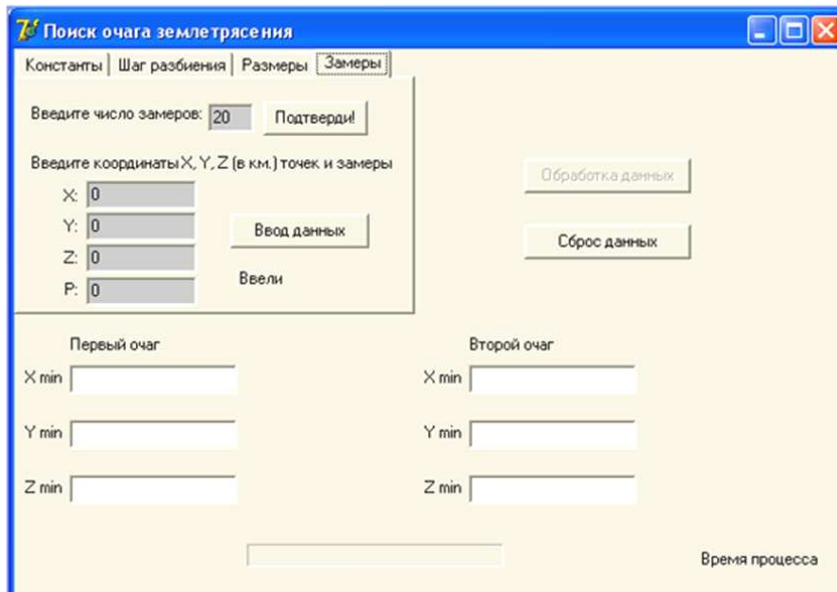 Поиск очага землетрясения
Константы Шаг разбиения Размеры Замеры
Введите число замеров: 20 Подтверди!
Введите координаты X, Y, Z (в км.) точек и замеры
X: 0
Y: 0
Z: 0
P: 0
Ввод данных
Ввели
Обработка данных
Сброс данных
Первый очаг
X min
Y min
Z min
Второй очаг
X min
Y min
Z min
Время процесса